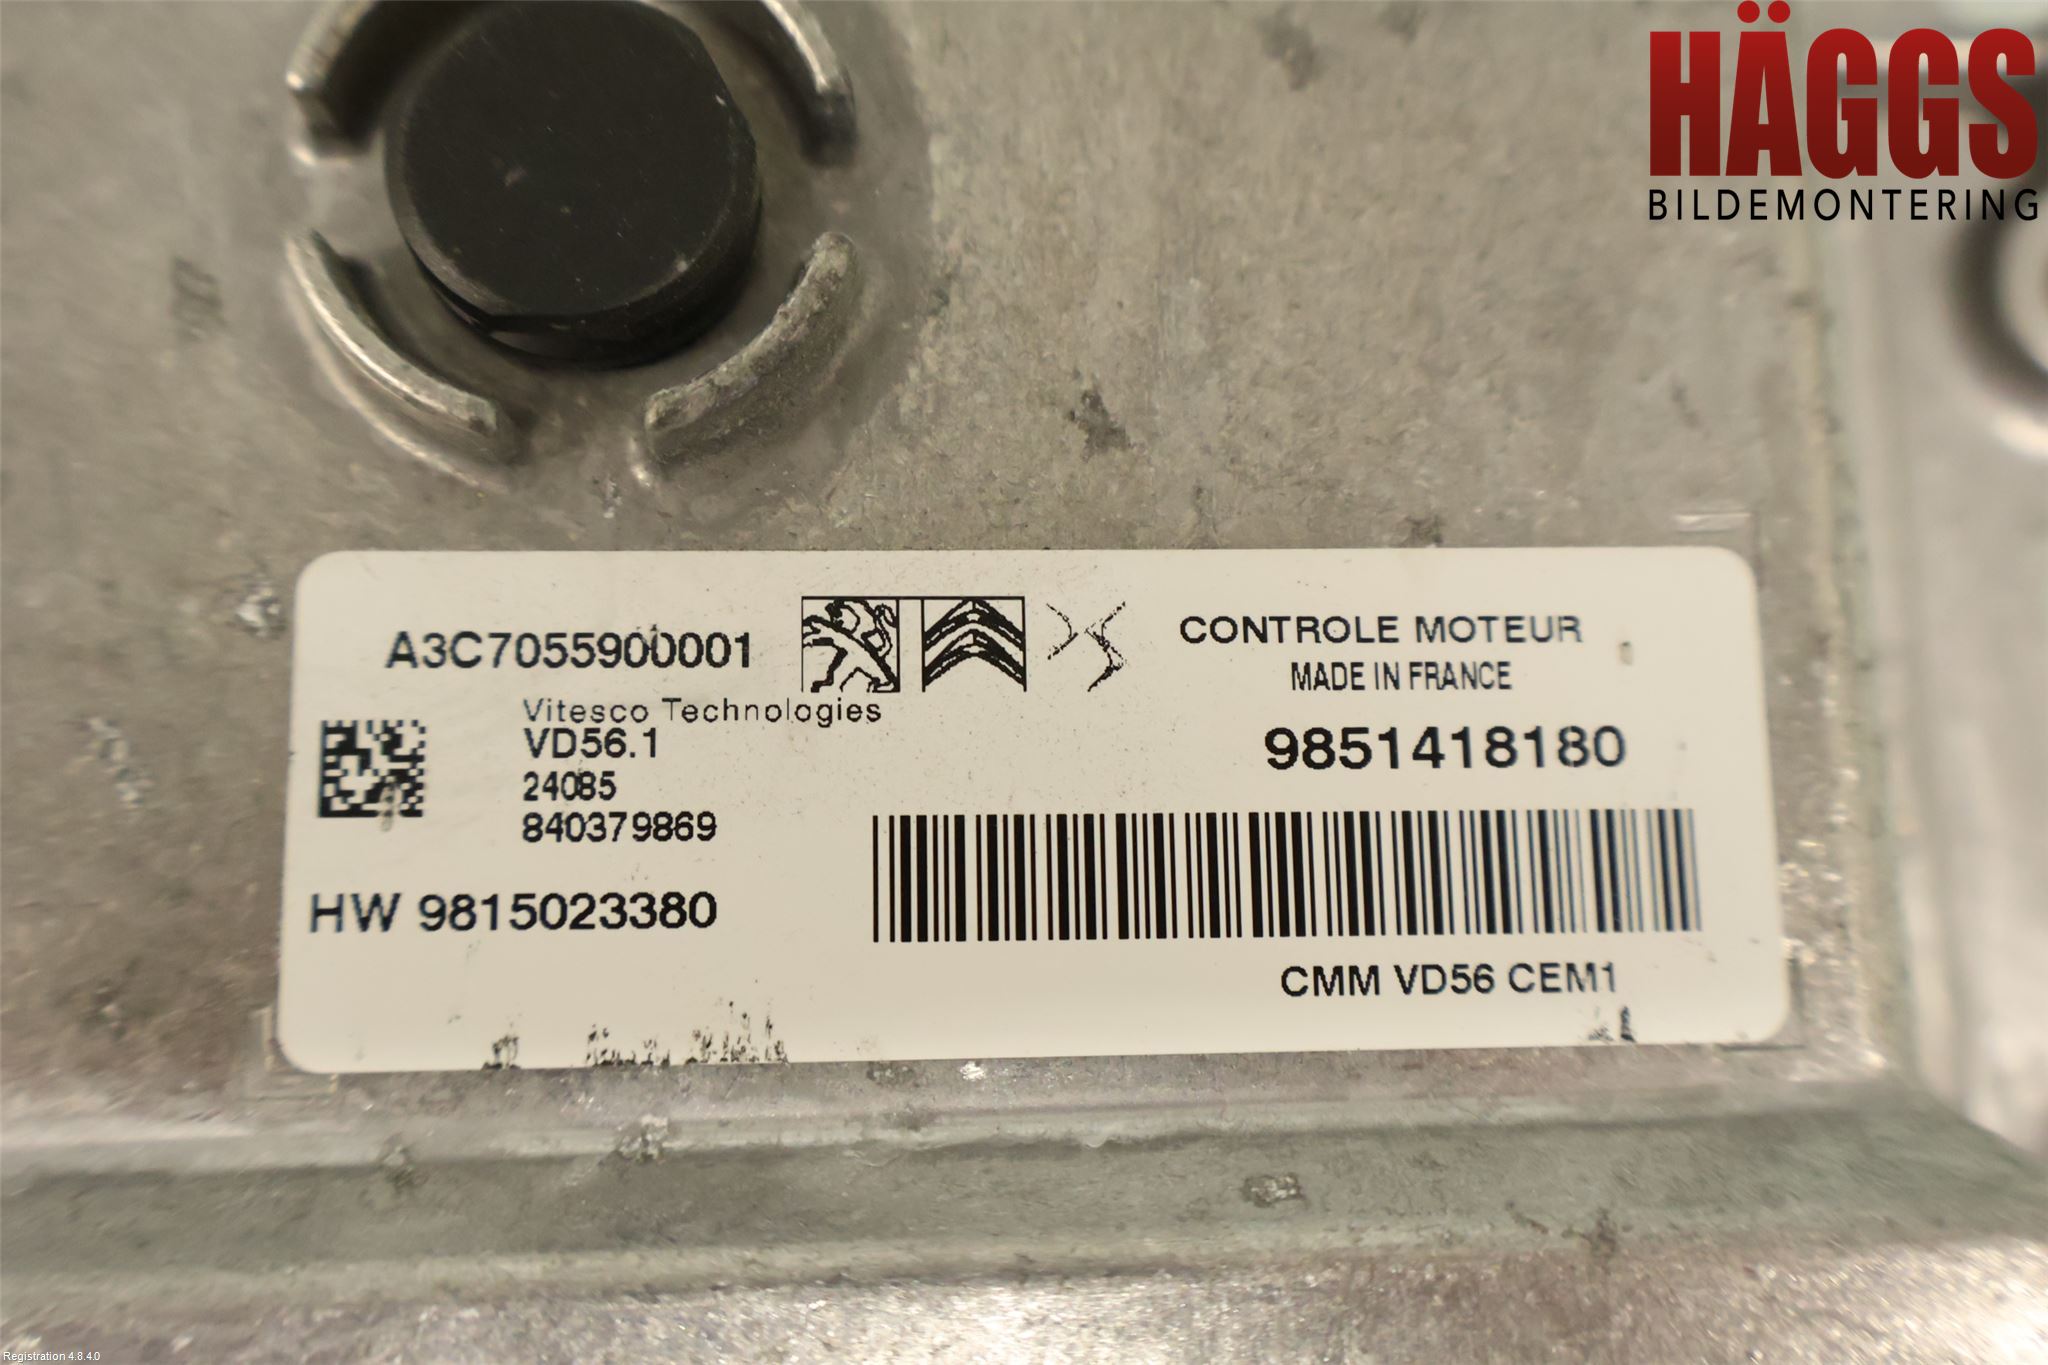 HÄGGS
BILDEMONTERING
A3C7055900001
CONTROLE MOTEUR
MADE IN FRANCE
Vitesco Technologies
VD56.1
9851418180
24085
840379869
HW 9815023380
CMM VD56 CEM1
Registration 4.8.4.0